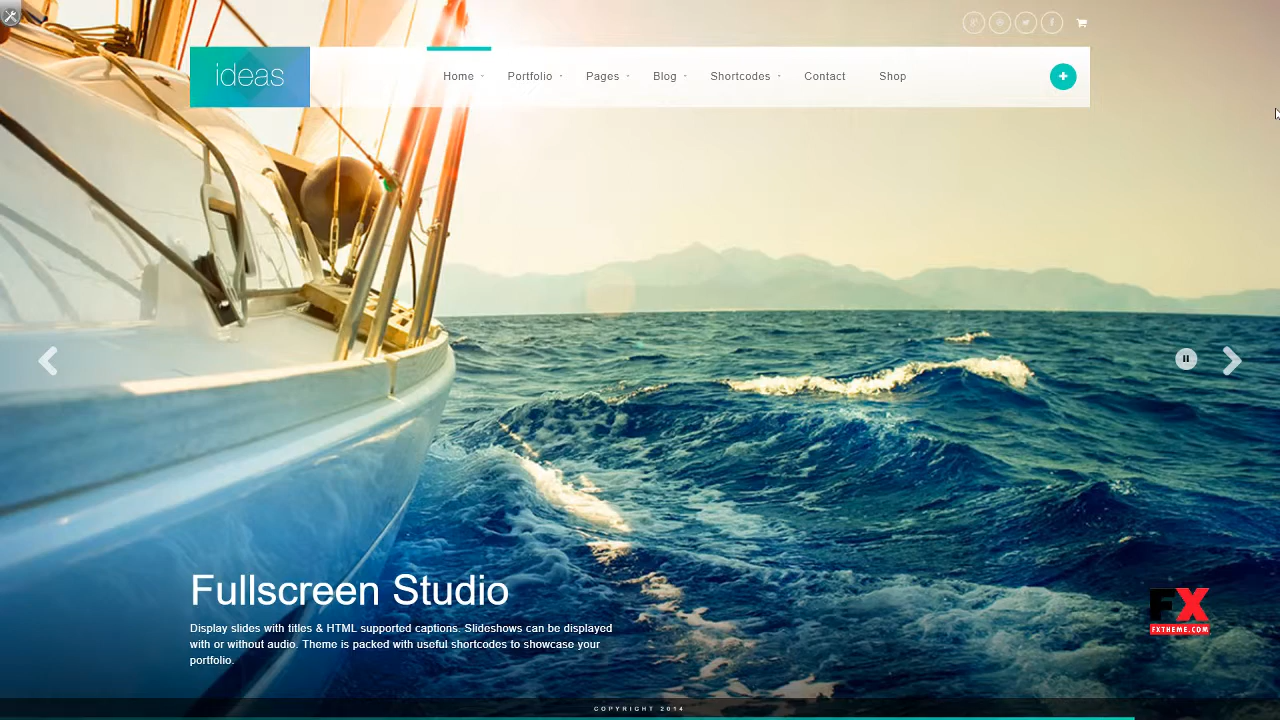 ideas
Home
Portfolio
Pages
Blog
Shortcodes
Contact
Shop
Fullscreen Studio
Display slides with titles & HTML supported captions. Slideshows can be displayed
with or without audio. Theme is packed with useful shortcodes to showcase your
portfolio.
FX
FXTHEME.COM
COPYRIGHT 2014